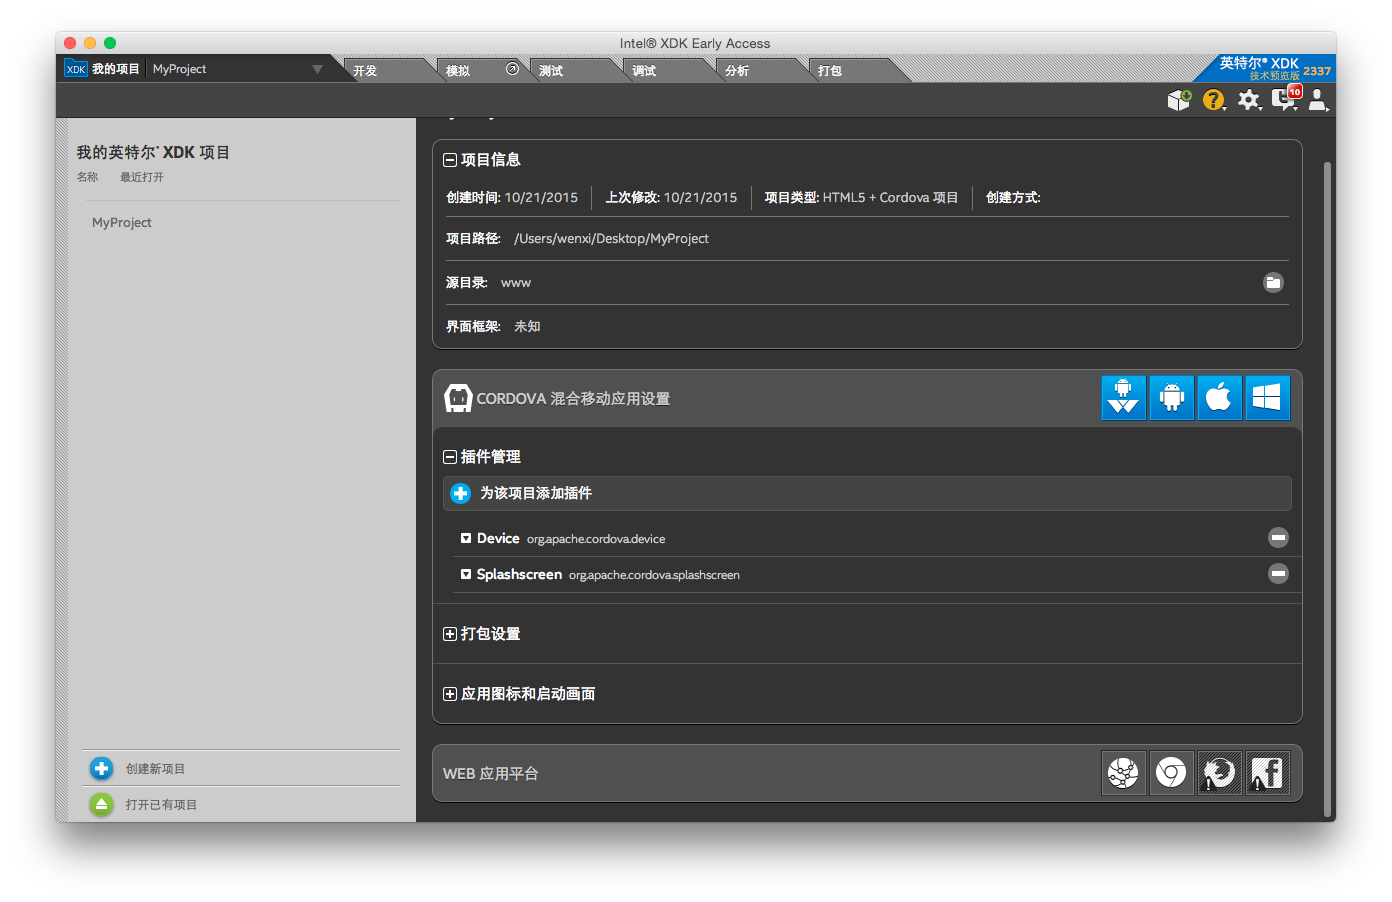 Intel® XDK Early Access
XDK 我的项目 MyProject 开发 模拟 测试 调试 分析 打包
英特尔® XDK
技术预览版 2337
10
我的英特尔® XDK 项目
名称 最近打开
MyProject
创建新项目
打开已有项目
项目信息
创建时间: 10/21/2015 上次修改: 10/21/2015 项目类型: HTML5 + Cordova 项目 创建方式:
项目路径: /Users/wenxi/Desktop/MyProject
源目录: www
界面框架: 未知
CORDOVA 混合移动应用设置
插件管理
为该项目添加插件
Device org.apache.cordova.device
Splashscreen org.apache.cordova.splashscreen
打包设置
应用图标和启动画面
WEB 应用平台